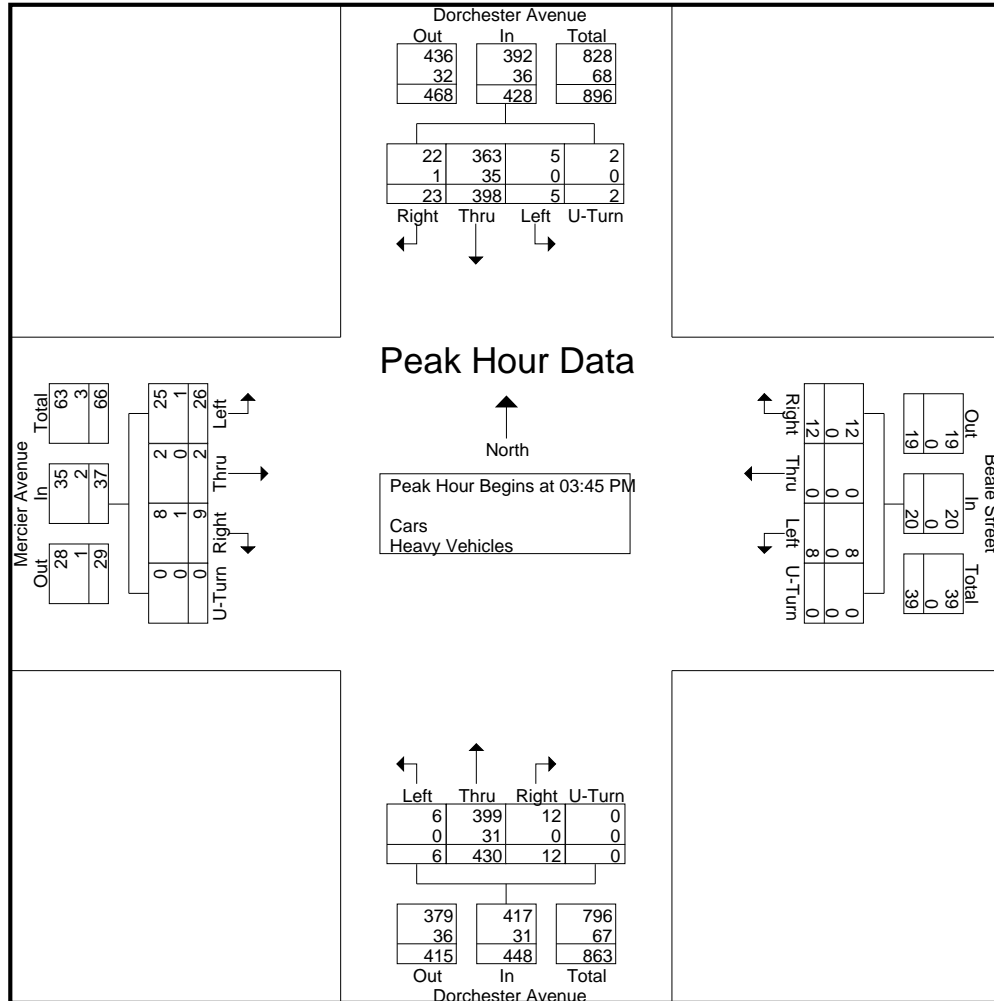 Dorchester Avenue
Out In Total
436 392 828
32 36 68
468 428 896
22 363 5 2
1 35 0 0
23 398 5 2
Right Thru Left U-Turn
Peak Hour Data
North
Peak Hour Begins at 03:45 PM
Cars
Heavy Vehicles
Mercier Avenue
Out In Total
28 35 63
1 2 3
29 37 66
0 8 2 25
0 1 0 1
0 9 2 26
U-Turn Right Thru Left
Beale Street
Out In Total
19 20 39
0 0 0
19 20 39
12 0 8 0
0 0 0 0
12 0 8 0
Right Thru Left U-Turn
Left Thru Right U-Turn
6 399 12 0
0 31 0 0
6 430 12 0
379 417 796
36 31 67
415 448 863
Out In Total
Dorchester Avenue